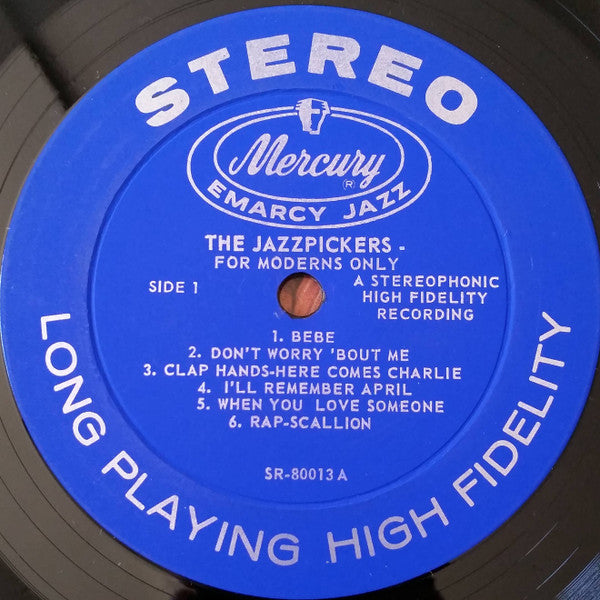 STEREO
Mercury
®
EMARCY JAZZ
THE JAZZPICKERS -
FOR MODERNS ONLY
SIDE 1
A STEREOPHONIC
HIGH FIDELITY
RECORDING
1. BEBE
2. DON'T WORRY 'BOUT ME
3. CLAP HANDS-HERE COMES CHARLIE
4. I'LL REMEMBER APRIL
5. WHEN YOU LOVE SOMEONE
6. RAP-SCALLION
SR-80013 A
LONG PLAYING HIGH FIDELITY